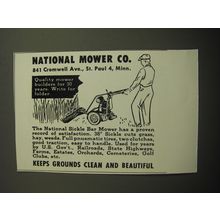 NATIONAL MOWER CO.
841 Cromwell Ave., St. Paul 4, Minn.
Quality mower
builders for 30
years. Write for
folder
The National Sickle Bar Mower has a proven
record of satisfaction. 38" Sickle cuts grass,
hay, weeds. Full pneumatic tires, two clutches,
good traction, easy to handle. Used for years
by U.S. Gov't., Railroads, State Highways,
Farms, Estates, Orchards, Cemeteries, Golf
Clubs, etc.
KEEPS GROUNDS CLEAN AND BEAUTIFUL